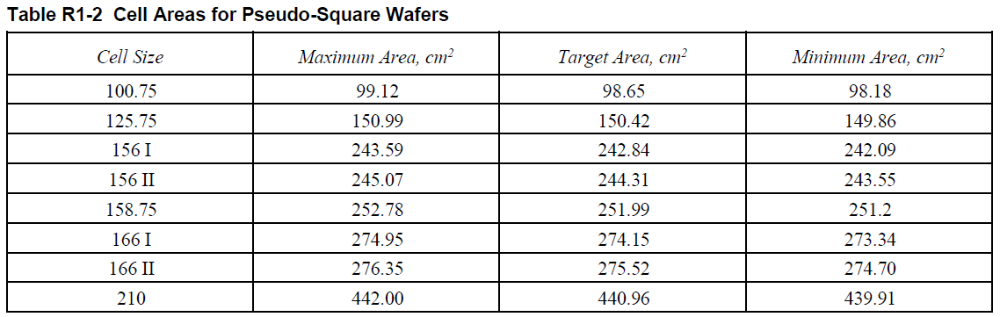 Table R1-2 Cell Areas for Pseudo-Square Wafers
Cell Size Maximum Area, cm² Target Area, cm² Minimum Area, cm²
100.75 99.12 98.65 98.18
125.75 150.99 150.42 149.86
156 I 243.59 242.84 242.09
156 II 245.07 244.31 243.55
158.75 252.78 251.99 251.2
166 I 274.95 274.15 273.34
166 II 276.35 275.52 274.70
210 442.00 440.96 439.91